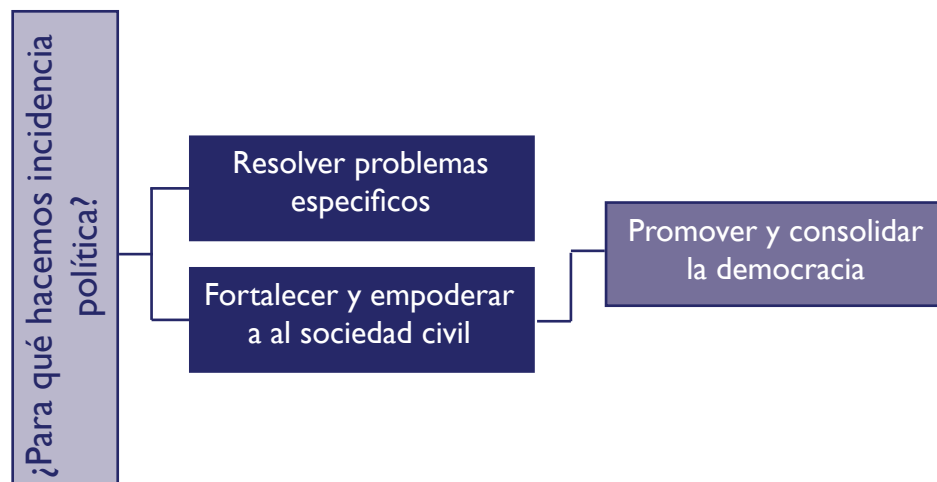 ¿Para qué hacemos incidencia
política?
Resolver problemas
especificos
Fortalecer y empoderar
a al sociedad civil
Promover y consolidar
la democracia